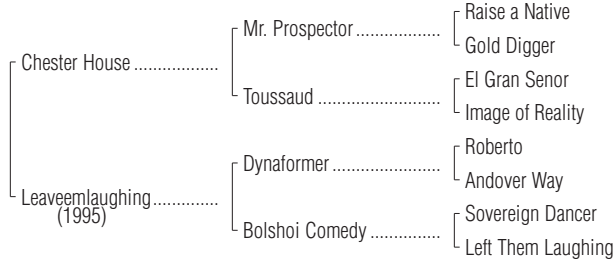 Raise a Native
Mr. Prospector ..................
Gold Digger
Chester House ..................
El Gran Senor
Toussaud ..........................
Image of Reality
Roberto
Dynaformer .......................
Andover Way
Leaveemlaughing..............
(1995)
Sovereign Dancer
Bolshoi Comedy ...............
Left Them Laughing